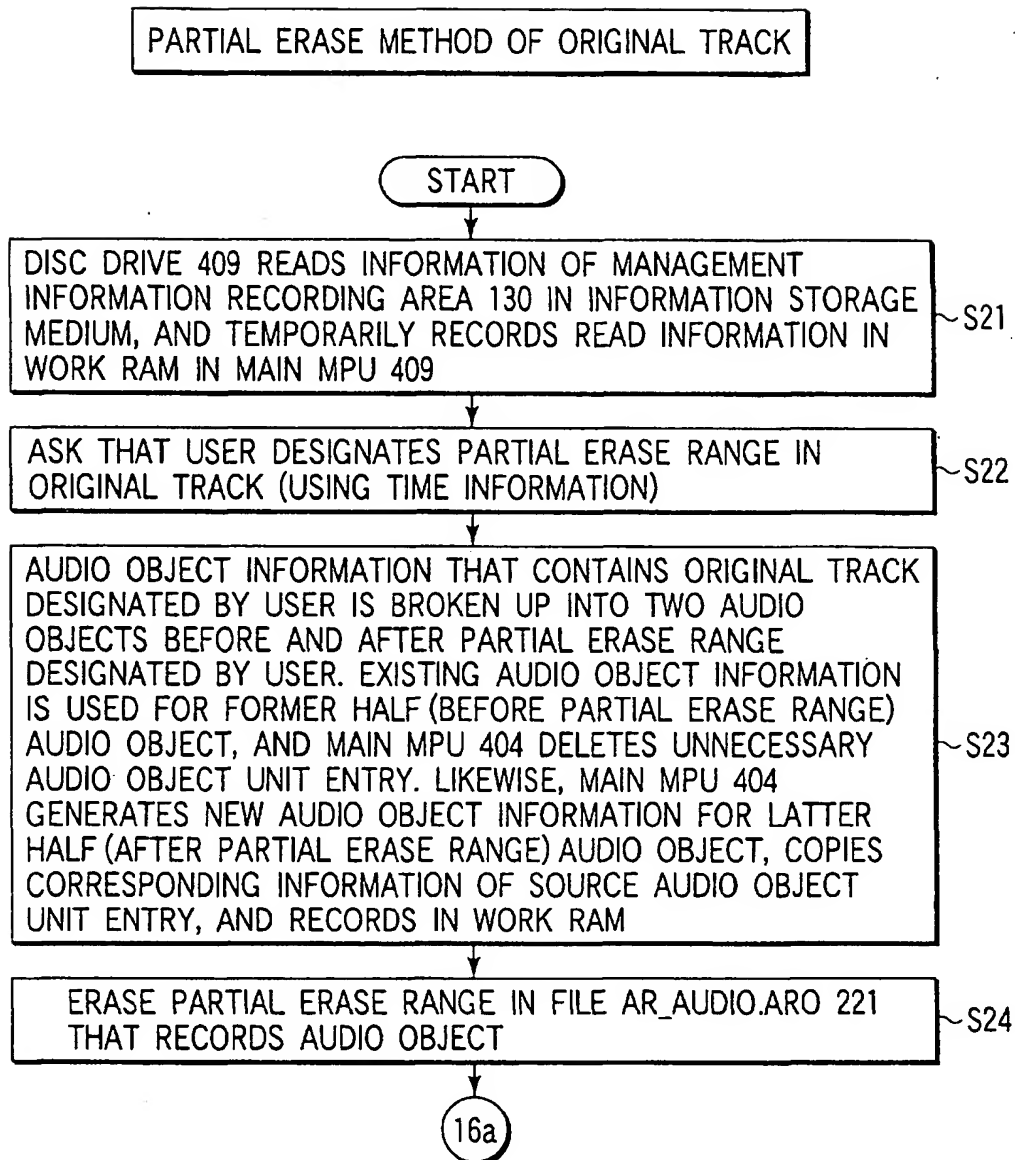 PARTIAL ERASE METHOD OF ORIGINAL TRACK
START
DISC DRIVE 409 READS INFORMATION OF MANAGEMENT
INFORMATION RECORDING AREA 130 IN INFORMATION STORAGE
MEDIUM, AND TEMPORARILY RECORDS READ INFORMATION IN
WORK RAM IN MAIN MPU 409
S21
ASK THAT USER DESIGNATES PARTIAL ERASE RANGE IN
ORIGINAL TRACK (USING TIME INFORMATION)
S22
AUDIO OBJECT INFORMATION THAT CONTAINS ORIGINAL TRACK
DESIGNATED BY USER IS BROKEN UP INTO TWO AUDIO
OBJECTS BEFORE AND AFTER PARTIAL ERASE RANGE
DESIGNATED BY USER. EXISTING AUDIO OBJECT INFORMATION
IS USED FOR FORMER HALF (BEFORE PARTIAL ERASE RANGE)
AUDIO OBJECT, AND MAIN MPU 404 DELETES UNNECESSARY
AUDIO OBJECT UNIT ENTRY. LIKEWISE, MAIN MPU 404
GENERATES NEW AUDIO OBJECT INFORMATION FOR LATTER
HALF (AFTER PARTIAL ERASE RANGE) AUDIO OBJECT, COPIES
CORRESPONDING INFORMATION OF SOURCE AUDIO OBJECT
UNIT ENTRY, AND RECORDS IN WORK RAM
S23
ERASE PARTIAL ERASE RANGE IN FILE AR_AUDIO.ARO 221
THAT RECORDS AUDIO OBJECT
S24
16a